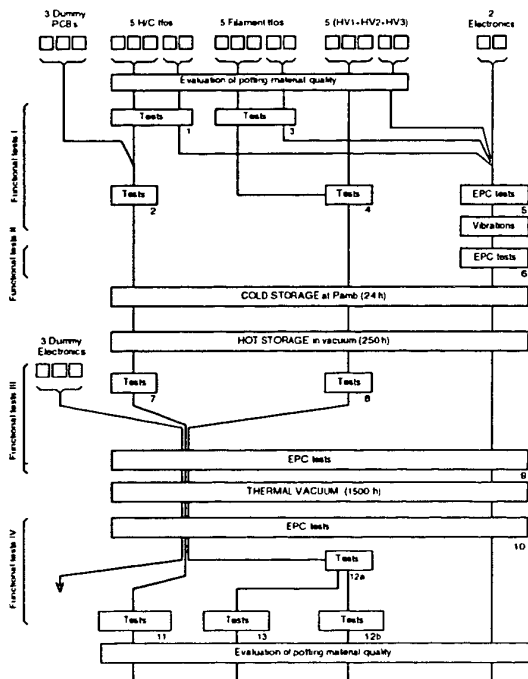 3 Dummy PCBs
5 H/C tfos
5 Filament tfos
5 (HV1+HV2+HV3)
2 Electronics
Evaluation of potting material quality
Functional tests I
Tests
1
Tests
3
Tests
2
Tests
4
EPC tests
5
Vibrations
Functional tests II
EPC tests
6
COLD STORAGE at Pamb (24 h)
HOT STORAGE in vacuum (250 h)
3 Dummy Electronics
Functional tests III
Tests
7
Tests
8
EPC tests
9
THERMAL VACUUM (1500 h)
Functional tests IV
EPC tests
10
Tests
12a
Tests
11
Tests
13
Tests
12b
Evaluation of potting material quality